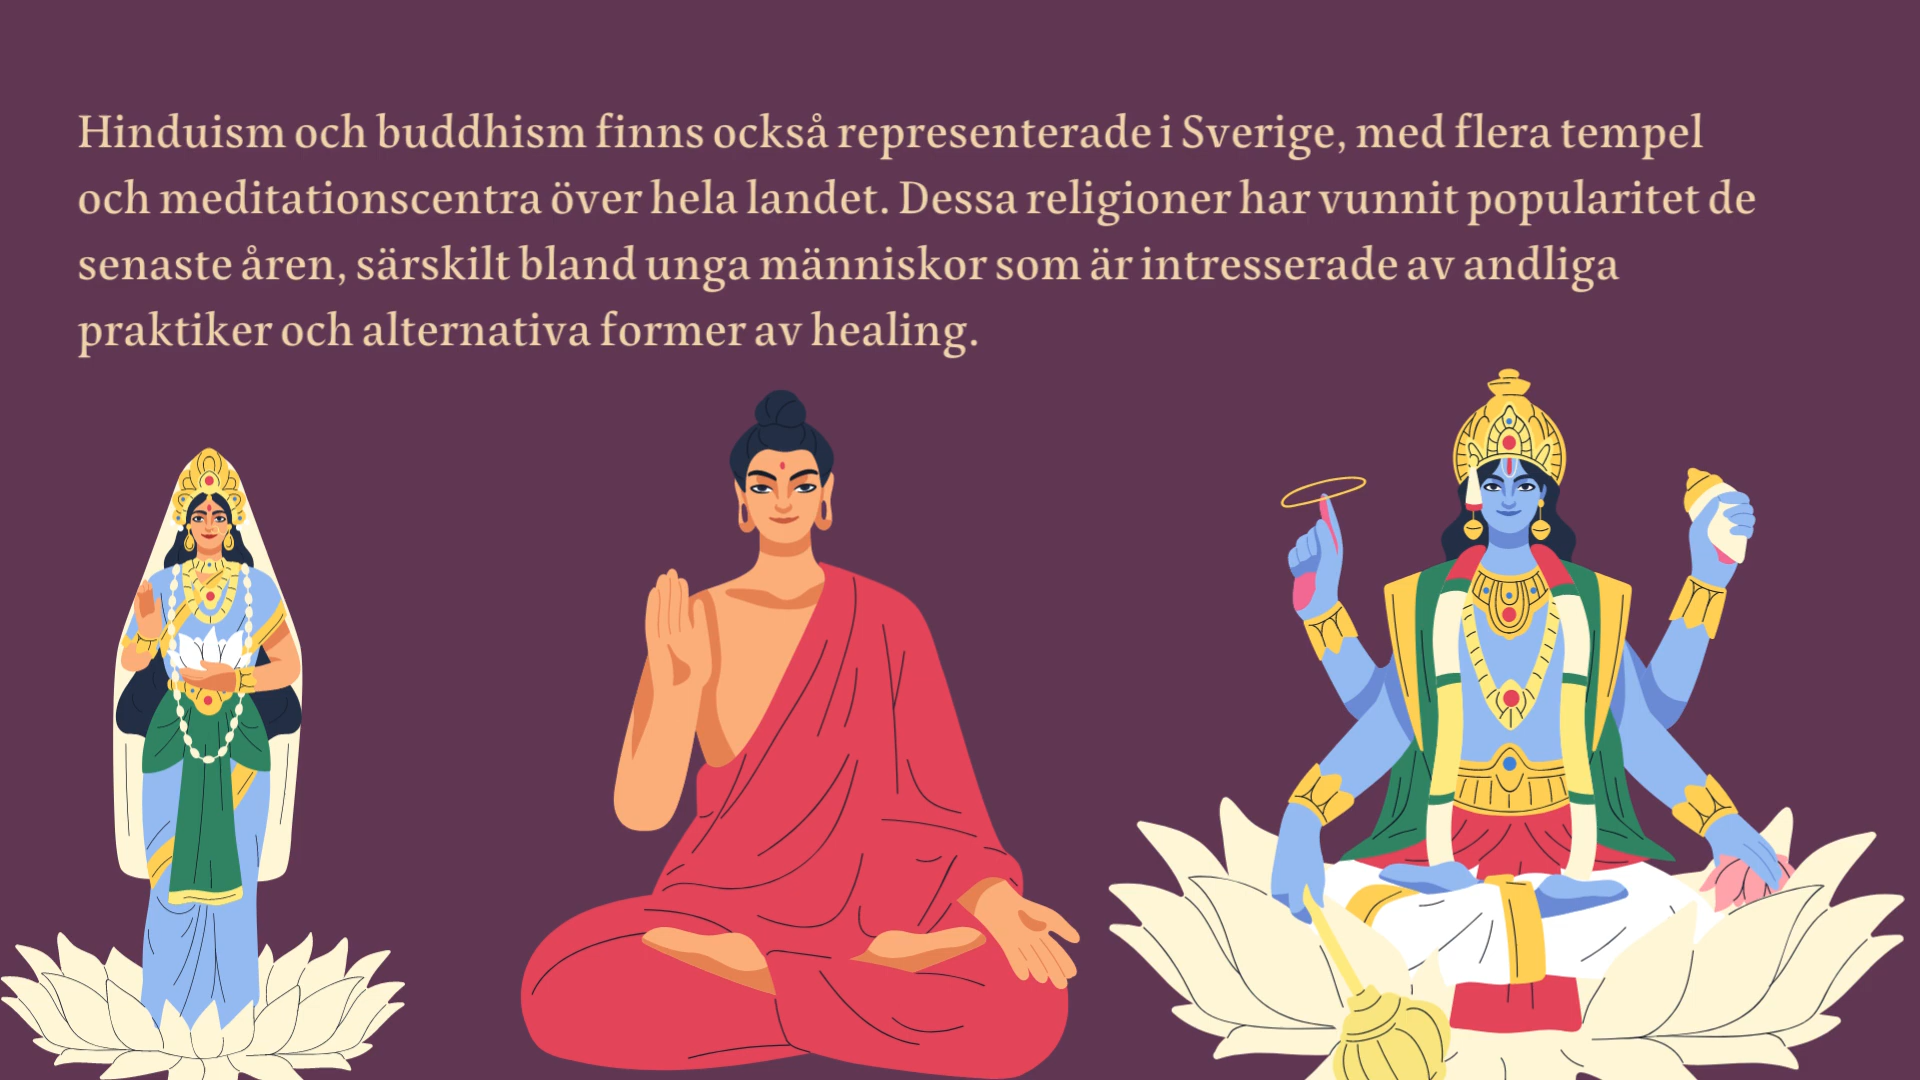 Hinduism och buddhism finns också representerade i Sverige, med flera tempel
och meditationscentra över hela landet. Dessa religioner har vunnit popularitet de
senaste åren, särskilt bland unga människor som är intresserade av andliga
praktiker och alternativa former av healing.